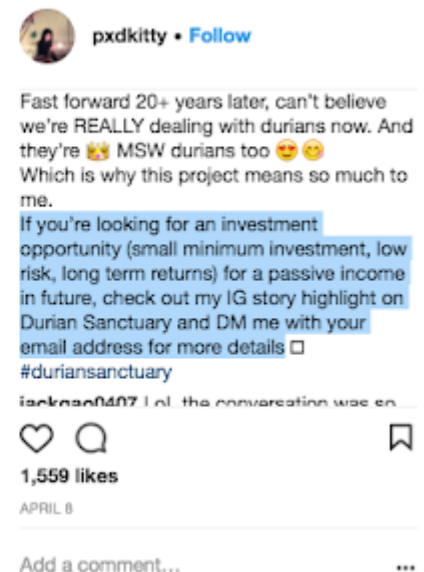 pxdkitty • Follow
Fast forward 20+ years later, can't believe
we're REALLY dealing with durians now. And
they're 👑 MSW durians too 😍😋
Which is why this project means so much to
me.
If you're looking for an investment
opportunity (small minimum investment, low
risk, long term returns) for a passive income
in future, check out my IG story highlight on
Durian Sanctuary and DM me with your
email address for more details □
#duriansanctuary
jackgao0407 Lol, the conversation was so
1,559 likes
APRIL 8
Add a comment...